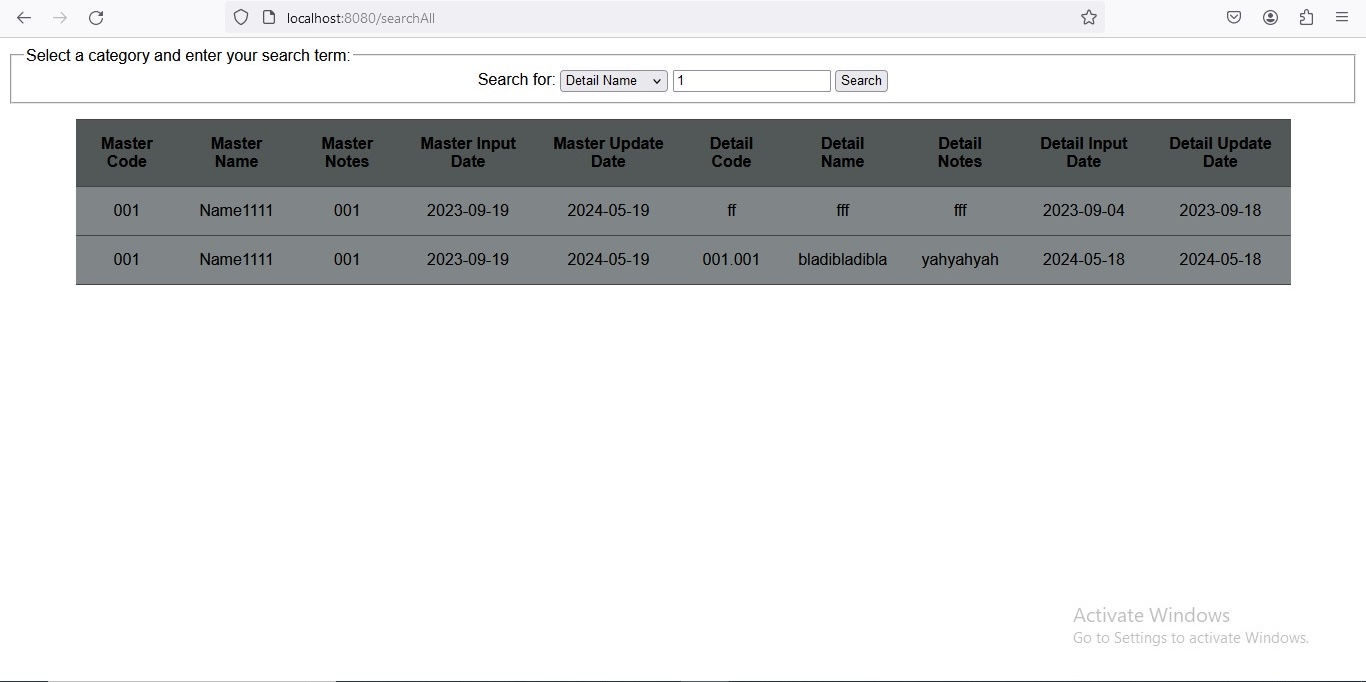 localhost:8080/searchAll
Select a category and enter your search term:
Search for: Detail Name 1 Search
Master Code Master Name Master Notes Master Input Date Master Update Date Detail Code Detail Name Detail Notes Detail Input Date Detail Update Date
001 Name1111 001 2023-09-19 2024-05-19 ff fff fff 2023-09-04 2023-09-18
001 Name1111 001 2023-09-19 2024-05-19 001.001 bladibladibla yahyahyah 2024-05-18 2024-05-18
Activate Windows
Go to Settings to activate Windows.